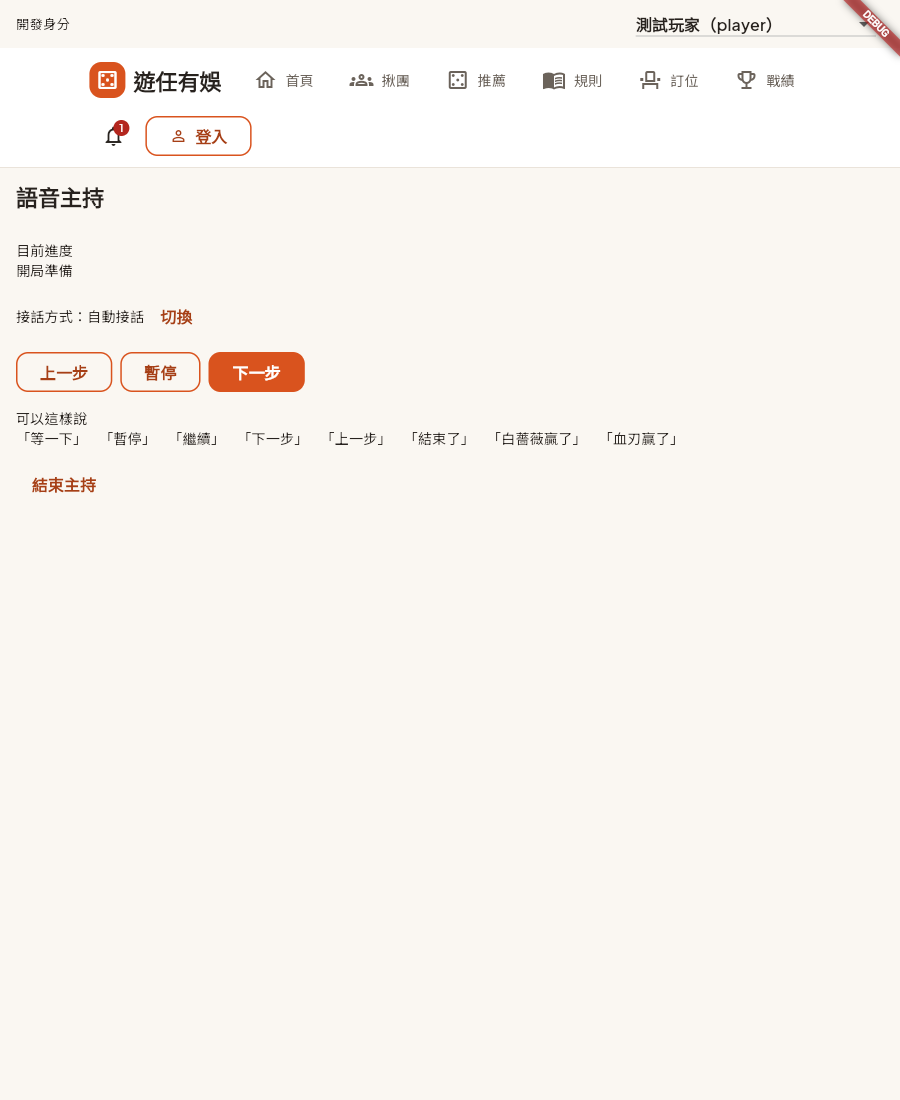 開發身分
測試玩家（player）
DEBUG
遊任有娛
首頁
揪團
推薦
規則
訂位
戰績
1
登入
語音主持
目前進度
開局準備
接話方式：自動接話 切換
上一步 暫停 下一步
可以這樣說
「等一下」 「暫停」 「繼續」 「下一步」 「上一步」 「結束了」 「白薔薇贏了」 「血刃贏了」
結束主持